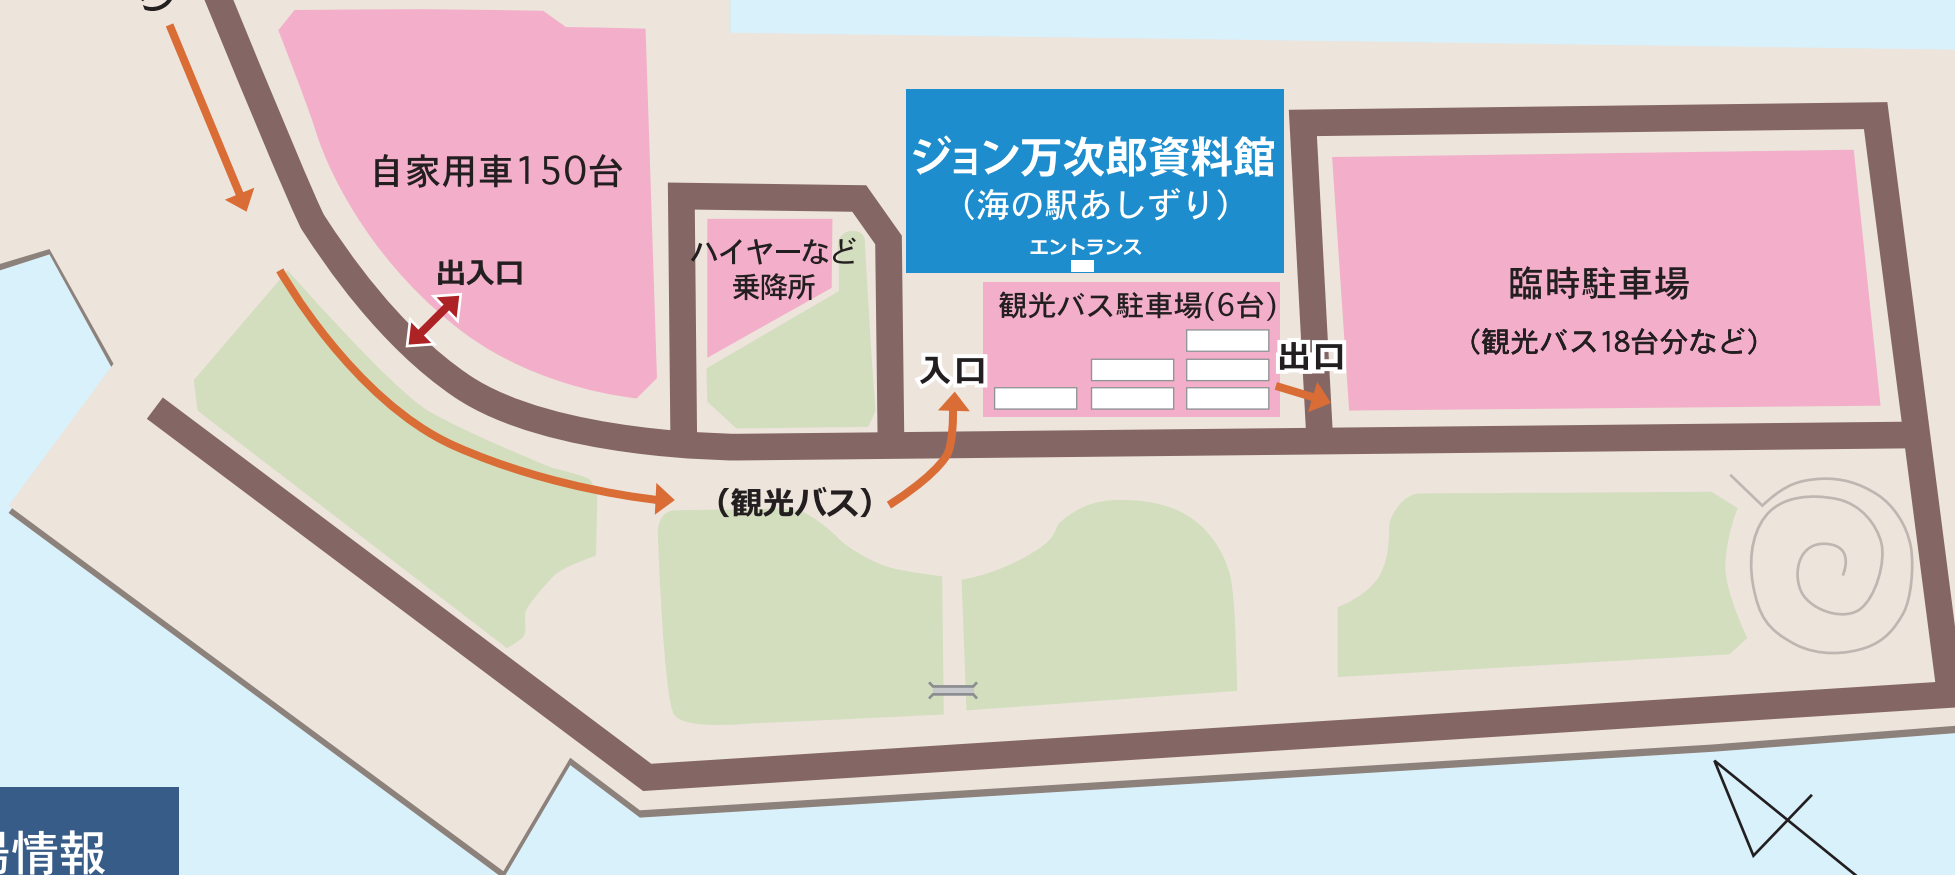 自家用車150台
出入口
ハイヤーなど
乗降所
ジョン万次郎資料館
（海の駅あしずり）
エントランス
観光バス駐車場(6台)
入口
出口
臨時駐車場
（観光バス18台分など）
（観光バス）
情報